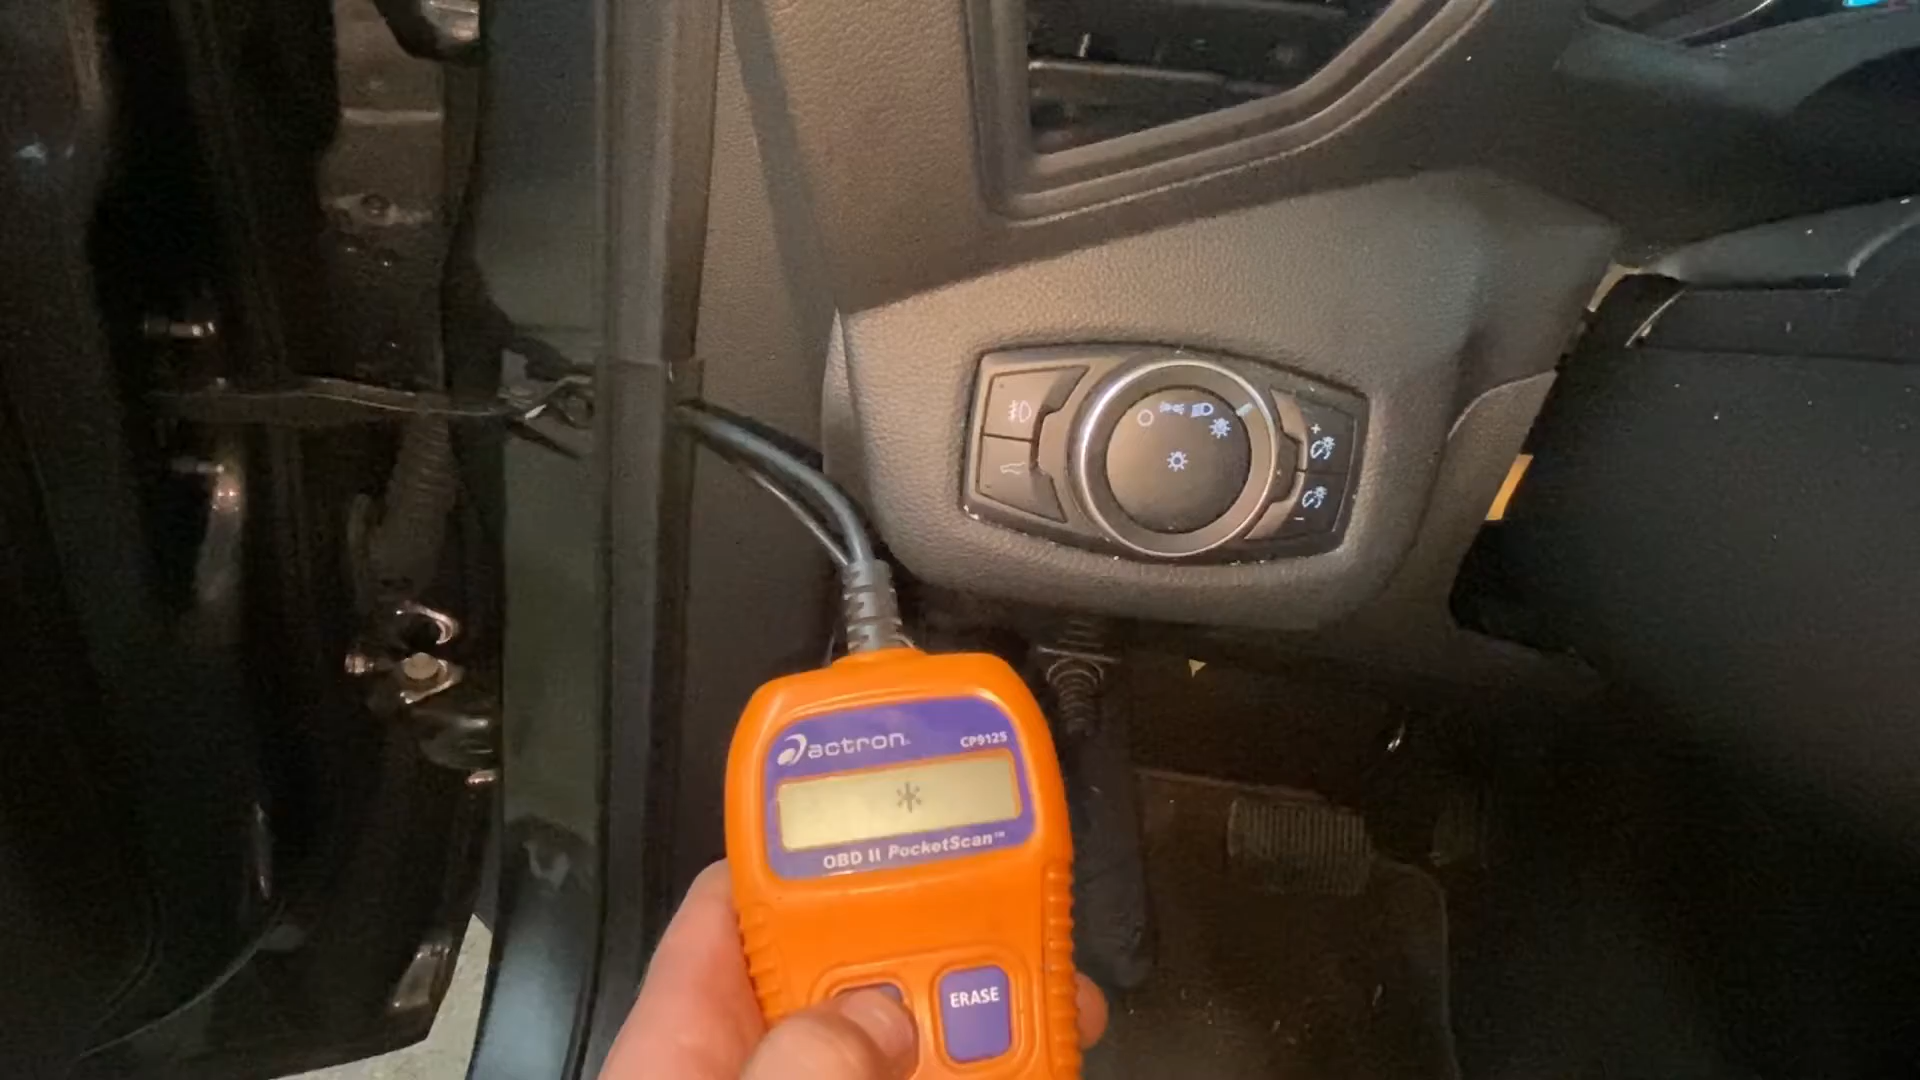 actron
CP9125
*
OBD II PocketScan™
ERASE